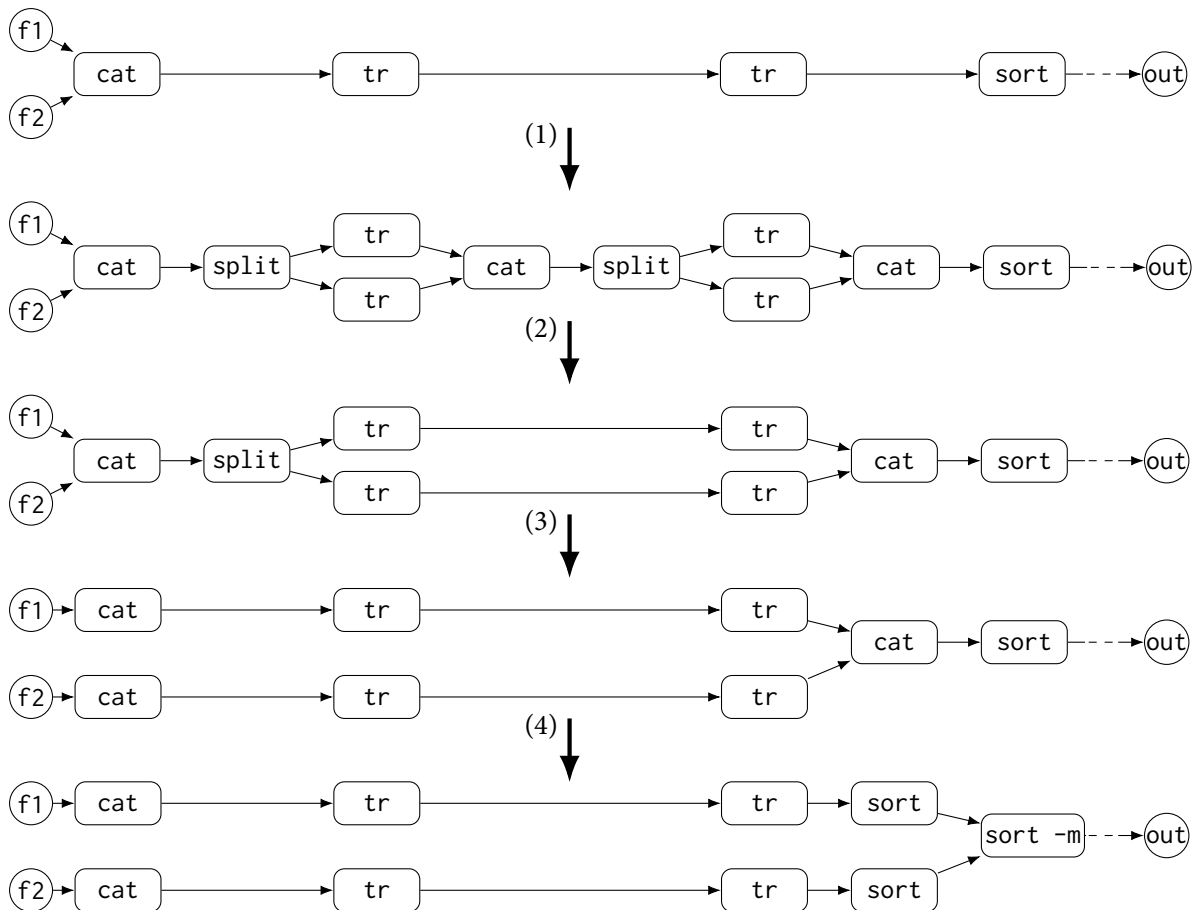 f1
cat tr tr sort out
f2
(1)
f1
tr tr
cat split cat split cat sort out
tr tr
f2
(2)
f1
tr tr
cat split cat sort out
tr tr
f2
(3)
f1 cat tr tr
cat sort out
f2 cat tr tr
(4)
f1 cat tr tr sort
sort -m out
f2 cat tr tr sort